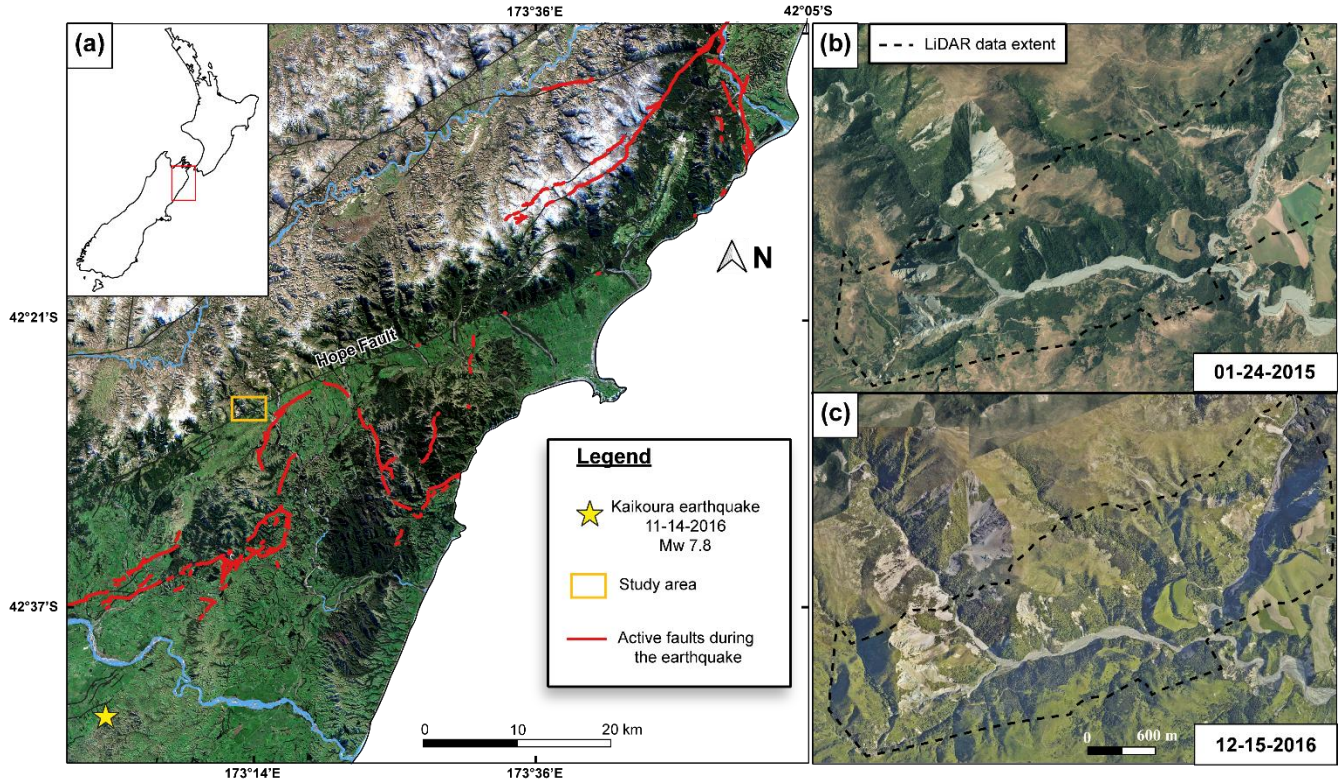 173°36'E
42°05'S
(a)
N
42°21'S
Hope Fault
42°37'S
Legend
Kaikoura earthquake
11-14-2016
Mw 7.8
Study area
Active faults during
the earthquake
0 10 20 km
173°14'E
173°36'E
(b)
LiDAR data extent
01-24-2015
(c)
0 600 m
12-15-2016